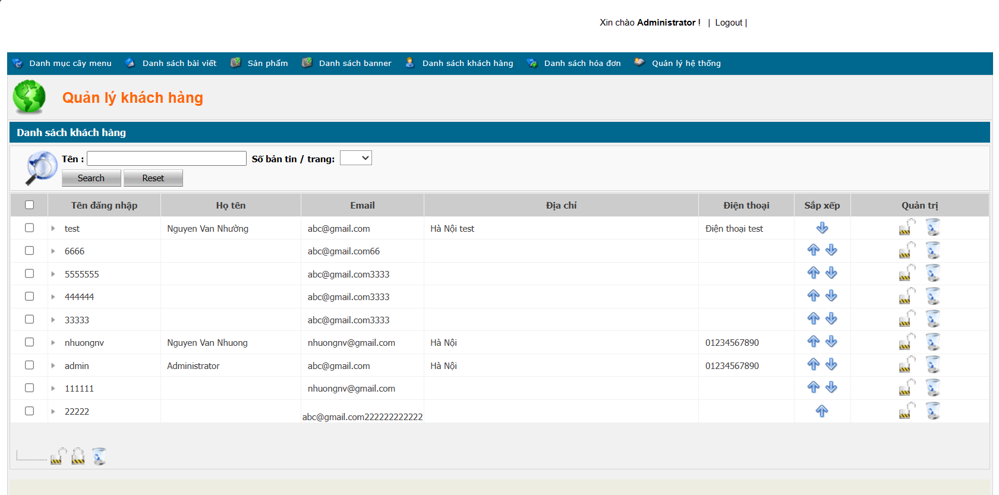 Xin chào Administrator ! | Logout |
Danh mục cây menu Danh sách bài viết Sản phẩm Danh sách banner Danh sách khách hàng Danh sách hóa đơn Quản lý hệ thống
Quản lý khách hàng
Danh sách khách hàng
Tên : Số bản tin / trang:
Search Reset
Tên đăng nhập Họ tên Email Địa chỉ Điện thoại Sắp xếp Quản trị
test Nguyen Van Nhường abc@gmail.com Hà Nội test Điện thoại test
6666 abc@gmail.com66
5555555 abc@gmail.com3333
444444 abc@gmail.com3333
33333 abc@gmail.com3333
nhuongnv Nguyen Van Nhuong nhuongnv@gmail.com Hà Nội 01234567890
admin Administrator abc@gmail.com Hà Nội 01234567890
111111 nhuongnv@gmail.com
22222 abc@gmail.com222222222222